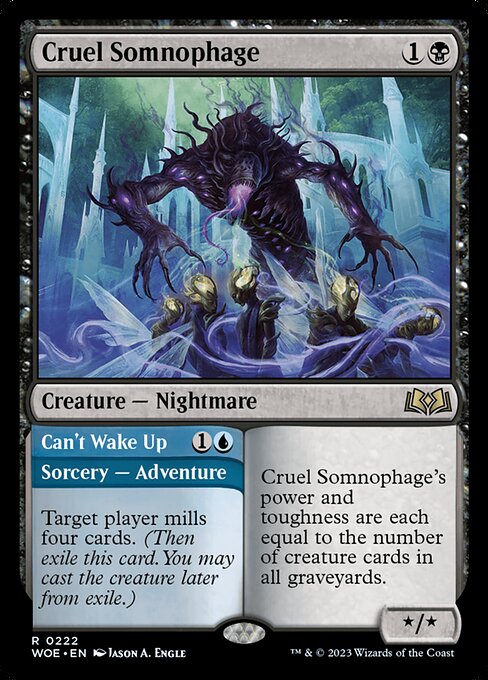 Cruel Somnophage 1
Creature — Nightmare
Can't Wake Up 1
Sorcery — Adventure
Target player mills
four cards. (Then
exile this card. You may
cast the creature later
from exile.)
Cruel Somnophage's
power and
toughness are each
equal to the number
of creature cards in
all graveyards.
*/*
R 0222
WOE • EN Jason A. Engle
™ & © 2023 Wizards of the Coast